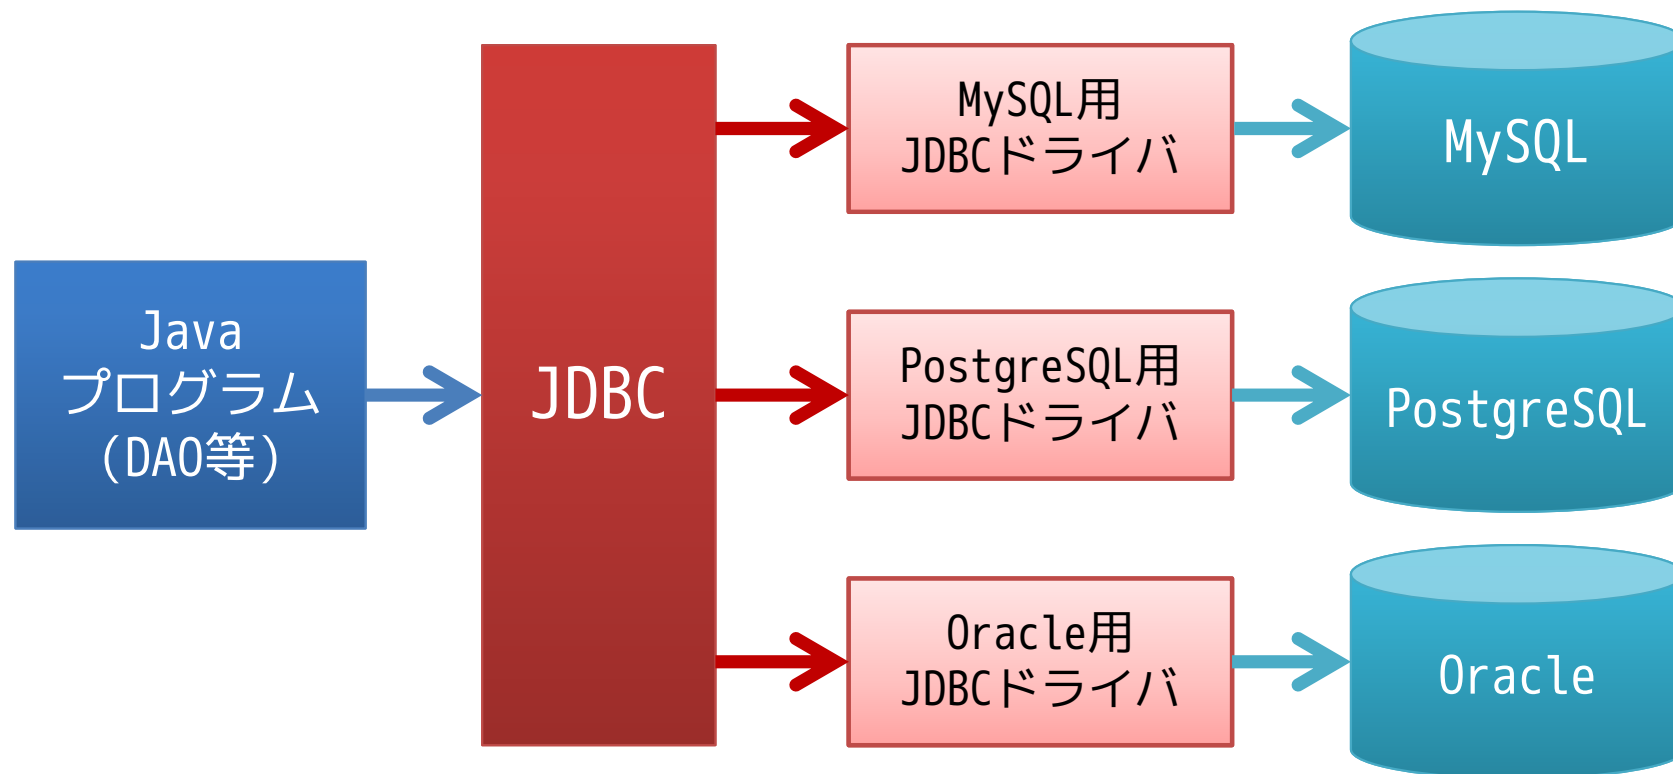 Java
プログラム
(DAO等)
JDBC
MySQL用
JDBCドライバ
MySQL
PostgreSQL用
JDBCドライバ
PostgreSQL
Oracle用
JDBCドライバ
Oracle